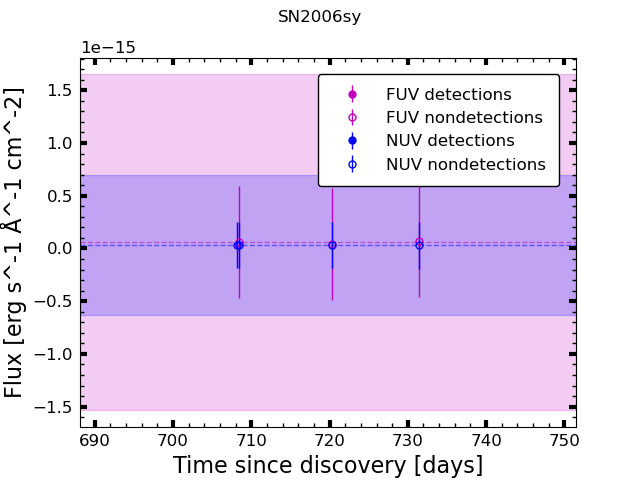 SN2006sy
1e−15
1.5
1.0
0.5
0.0
−0.5
−1.0
−1.5
Flux [erg s^-1 Å^-1 cm^-2]
FUV detections
FUV nondetections
NUV detections
NUV nondetections
690 700 710 720 730 740 750
Time since discovery [days]